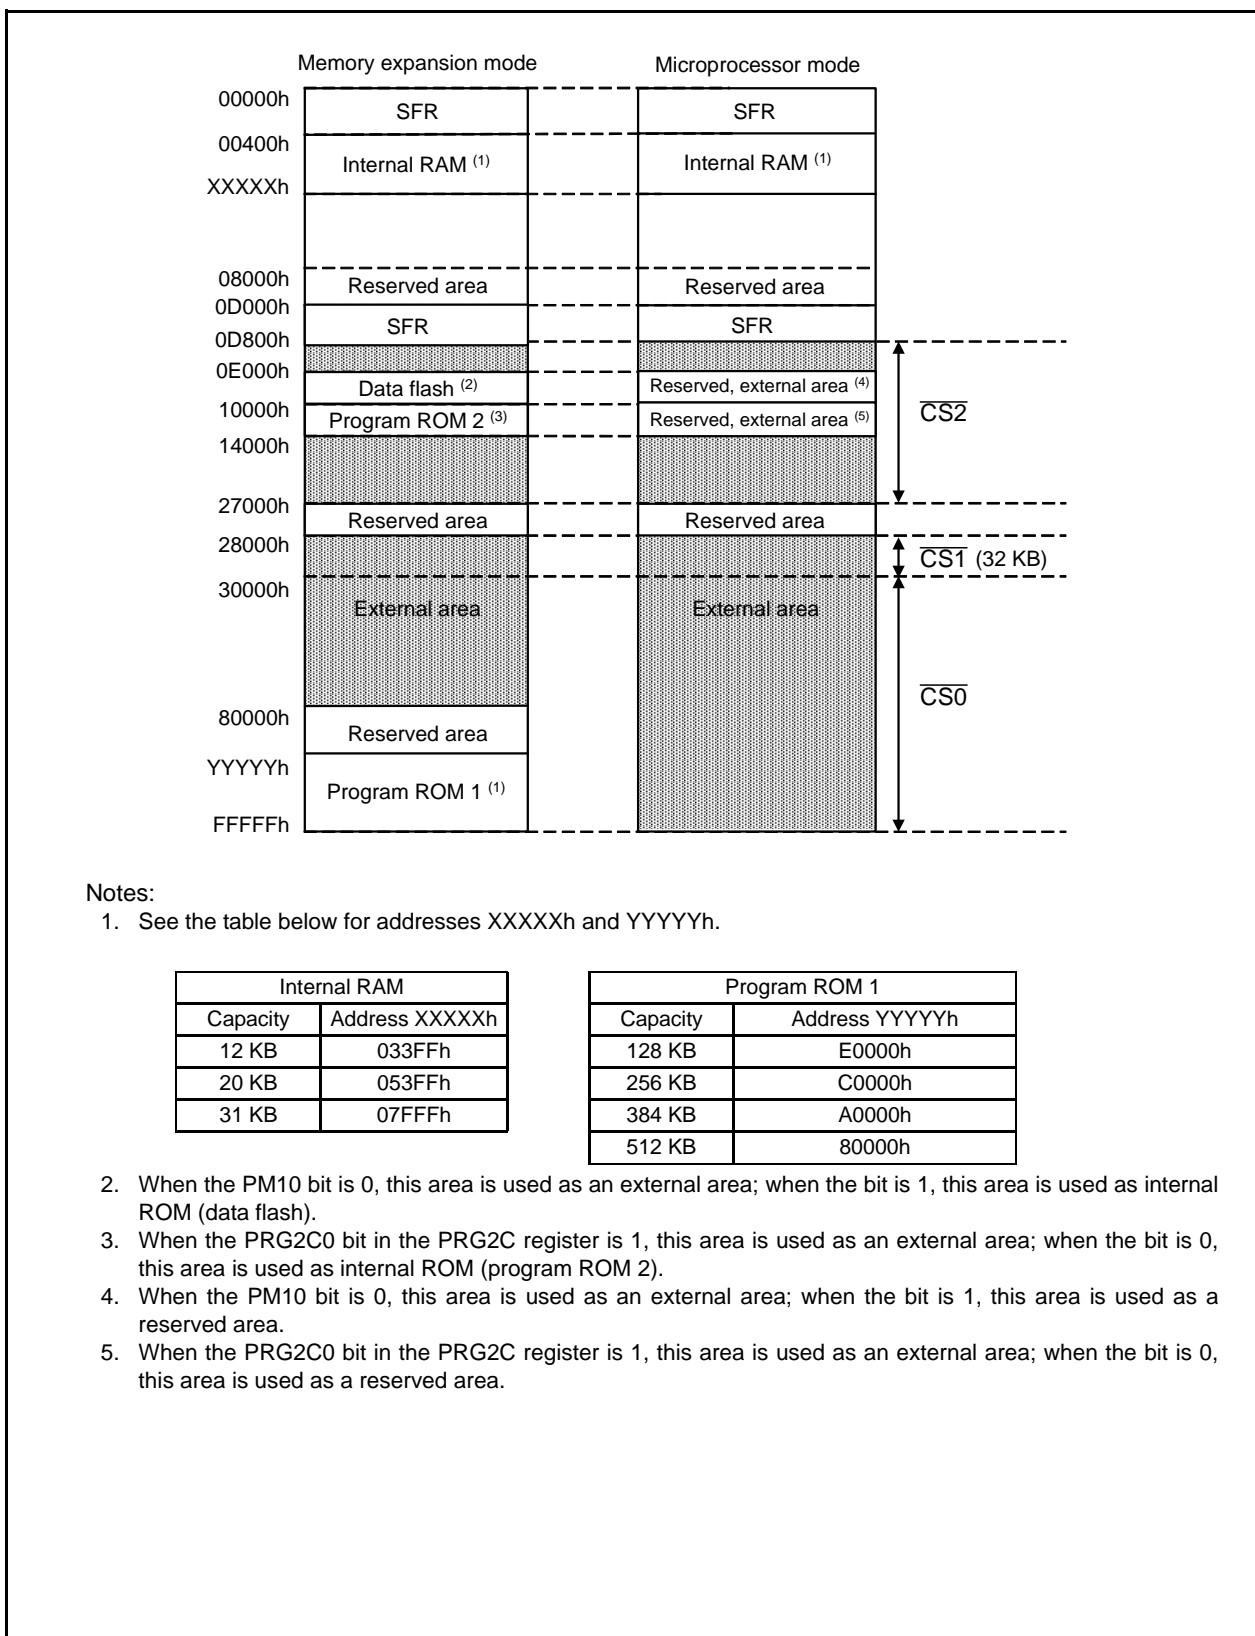 Memory expansion mode
Microprocessor mode
00000h
SFR
SFR
00400h
Internal RAM (1)
Internal RAM (1)
XXXXXh
08000h
Reserved area
Reserved area
0D000h
SFR
SFR
0D800h
0E000h
Data flash (2)
Reserved, external area (4)
10000h
Program ROM 2 (3)
Reserved, external area (5)
CS2
14000h
27000h
Reserved area
Reserved area
28000h
CS1 (32 KB)
30000h
External area
External area
CS0
80000h
Reserved area
YYYYYh
Program ROM 1 (1)
FFFFFh
Notes:
1. See the table below for addresses XXXXXh and YYYYYh.
Internal RAM
Capacity Address XXXXXh
12 KB 033FFh
20 KB 053FFh
31 KB 07FFFh
Program ROM 1
Capacity Address YYYYYh
128 KB E0000h
256 KB C0000h
384 KB A0000h
512 KB 80000h
2. When the PM10 bit is 0, this area is used as an external area; when the bit is 1, this area is used as internal
ROM (data flash).
3. When the PRG2C0 bit in the PRG2C register is 1, this area is used as an external area; when the bit is 0,
this area is used as internal ROM (program ROM 2).
4. When the PM10 bit is 0, this area is used as an external area; when the bit is 1, this area is used as a
reserved area.
5. When the PRG2C0 bit in the PRG2C register is 1, this area is used as an external area; when the bit is 0,
this area is used as a reserved area.